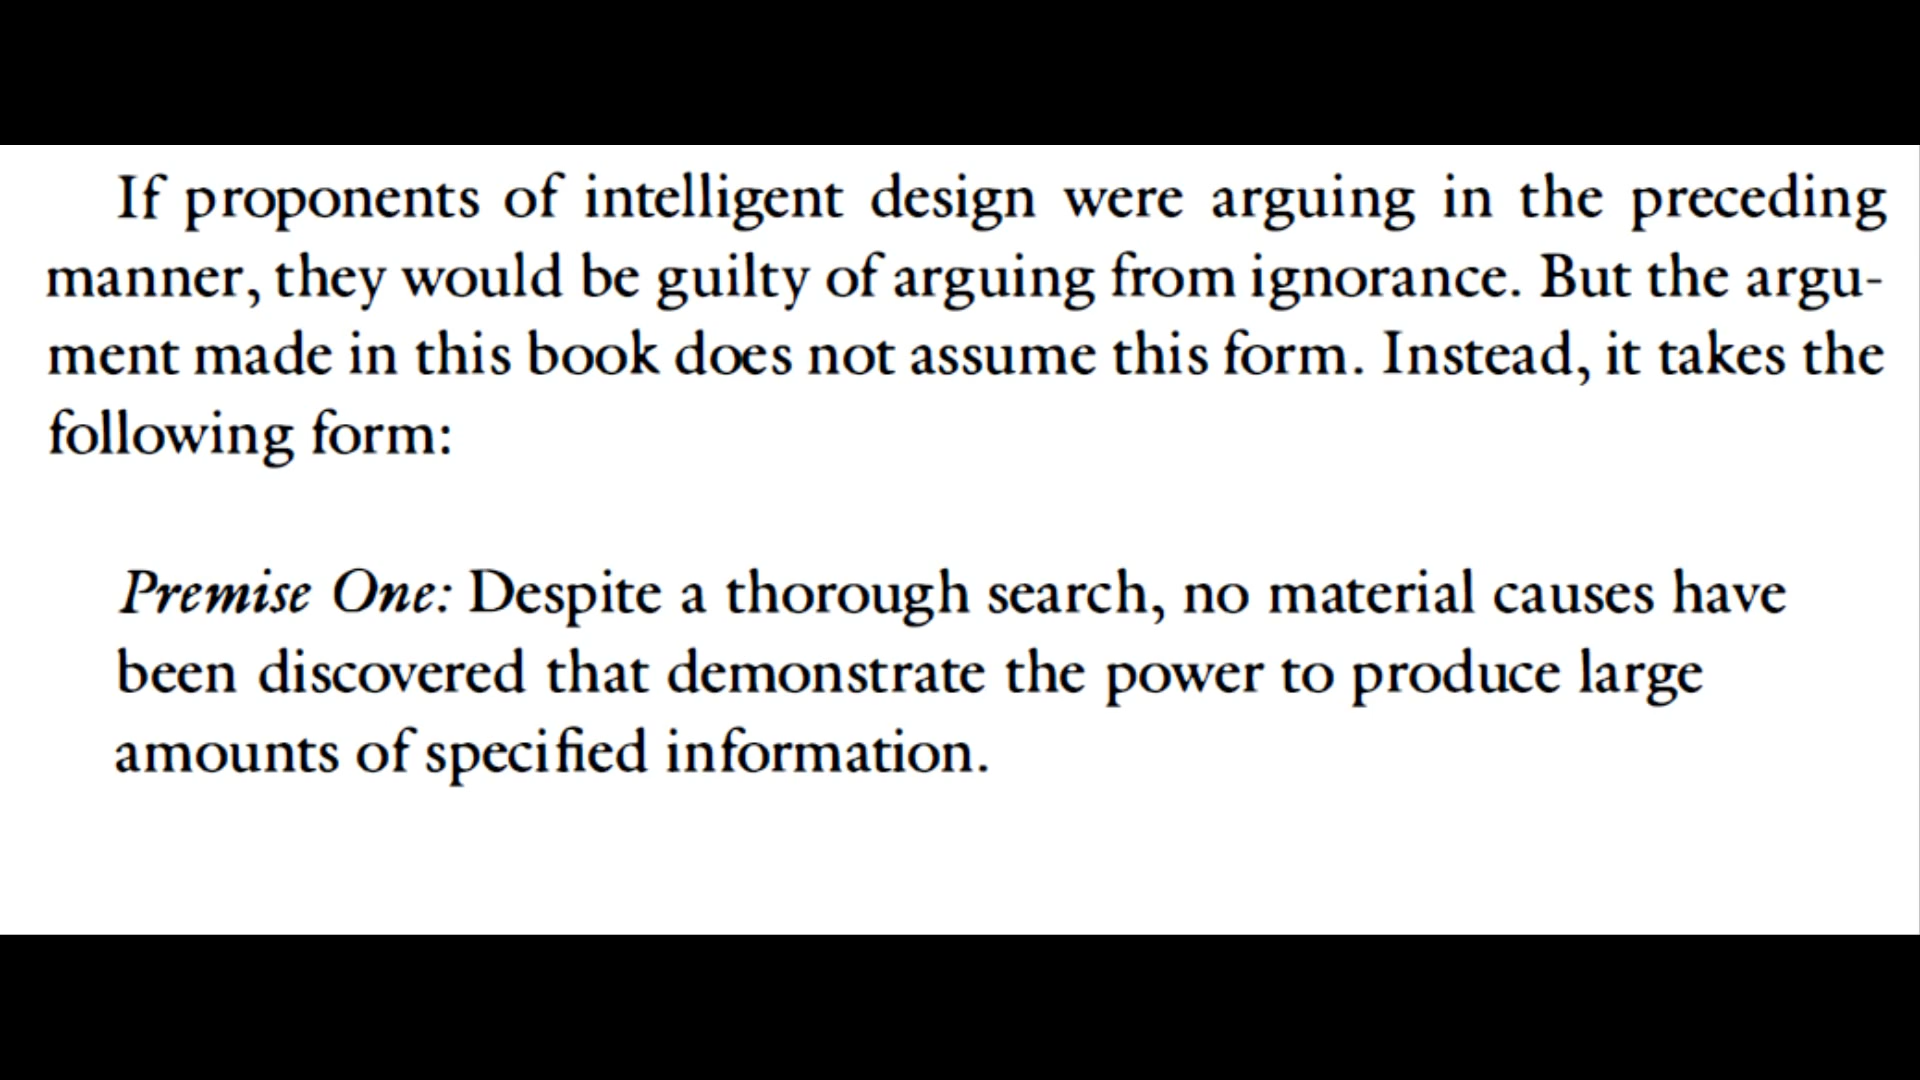 If proponents of intelligent design were arguing in the preceding
manner, they would be guilty of arguing from ignorance. But the argu-
ment made in this book does not assume this form. Instead, it takes the
following form:
Premise One: Despite a thorough search, no material causes have
been discovered that demonstrate the power to produce large
amounts of specified information.